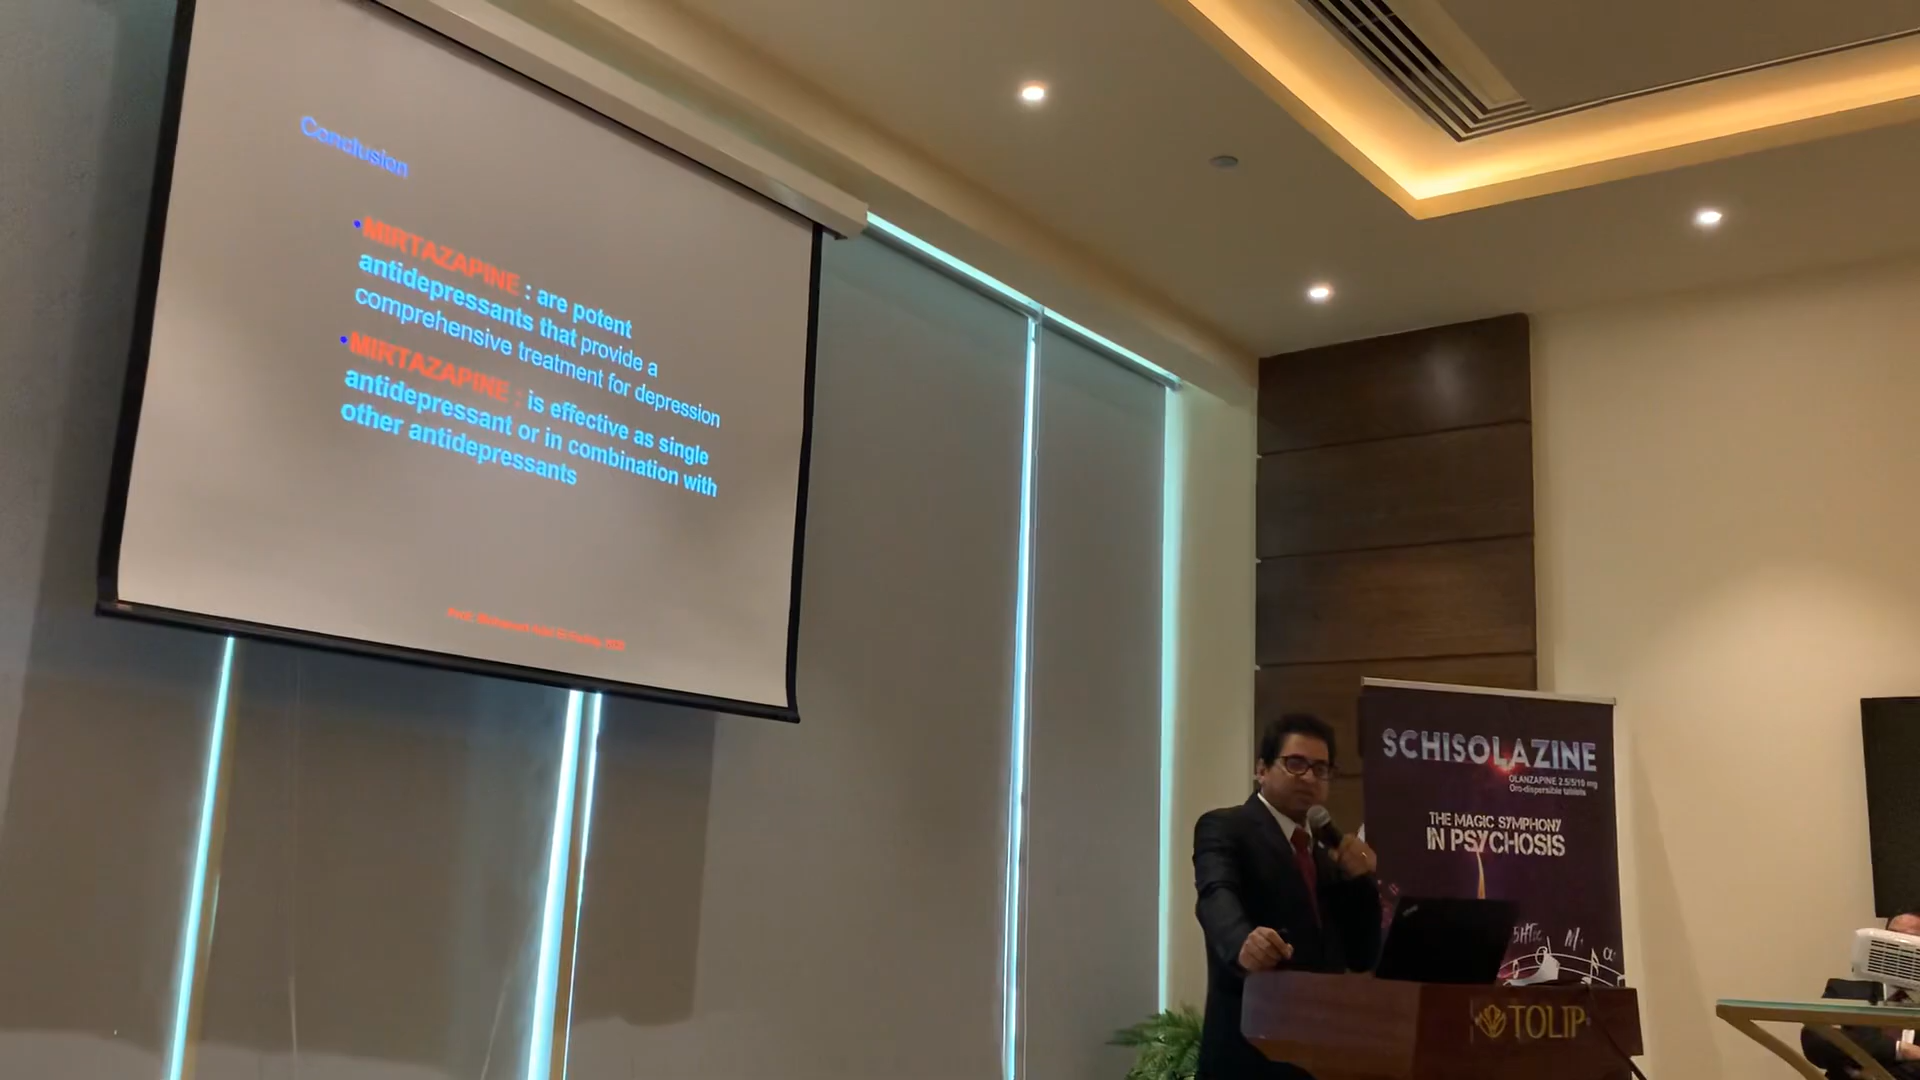 Conclusion
•MIRTAZAPINE : are potent
antidepressants that provide a
comprehensive treatment for depression
•MIRTAZAPINE : is effective as single
antidepressant or in combination with
other antidepressants
SCHISOLAZINE
OLANZAPINE 2.5/5/10 mg
Oro-dispersible tablets
THE MAGIC SYMPHONY
IN PSYCHOSIS
TOLIP